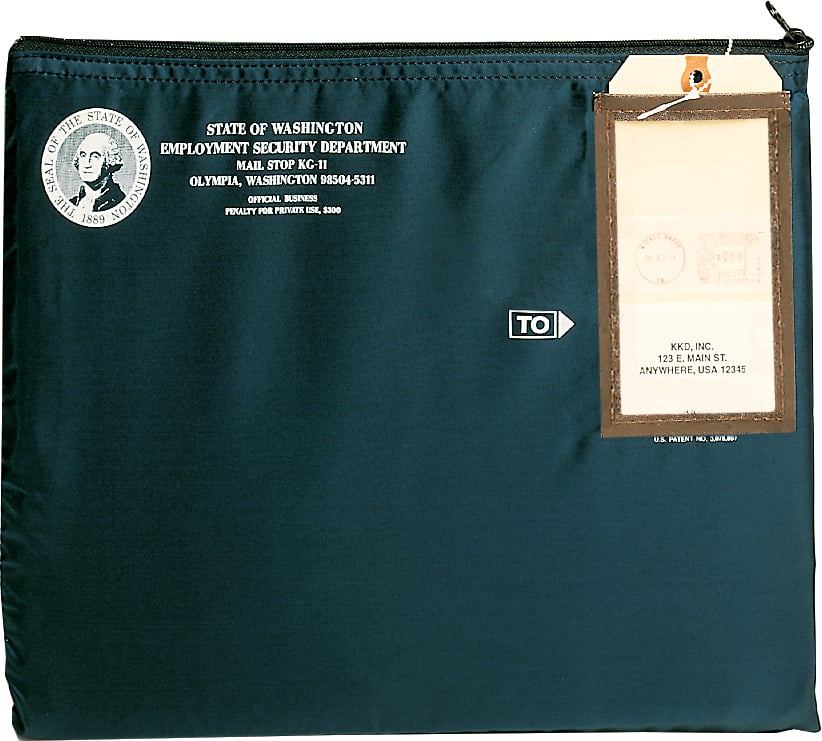 THE SEAL OF THE STATE OF WASHINGTON
1889
STATE OF WASHINGTON
EMPLOYMENT SECURITY DEPARTMENT
MAIL STOP KG-11
OLYMPIA, WASHINGTON 98504-5311
OFFICIAL BUSINESS
PENALTY FOR PRIVATE USE, $300
TO
PA
KKD, INC.
123 E. MAIN ST.
ANYWHERE, USA 12345
U.S. PATENT NO.